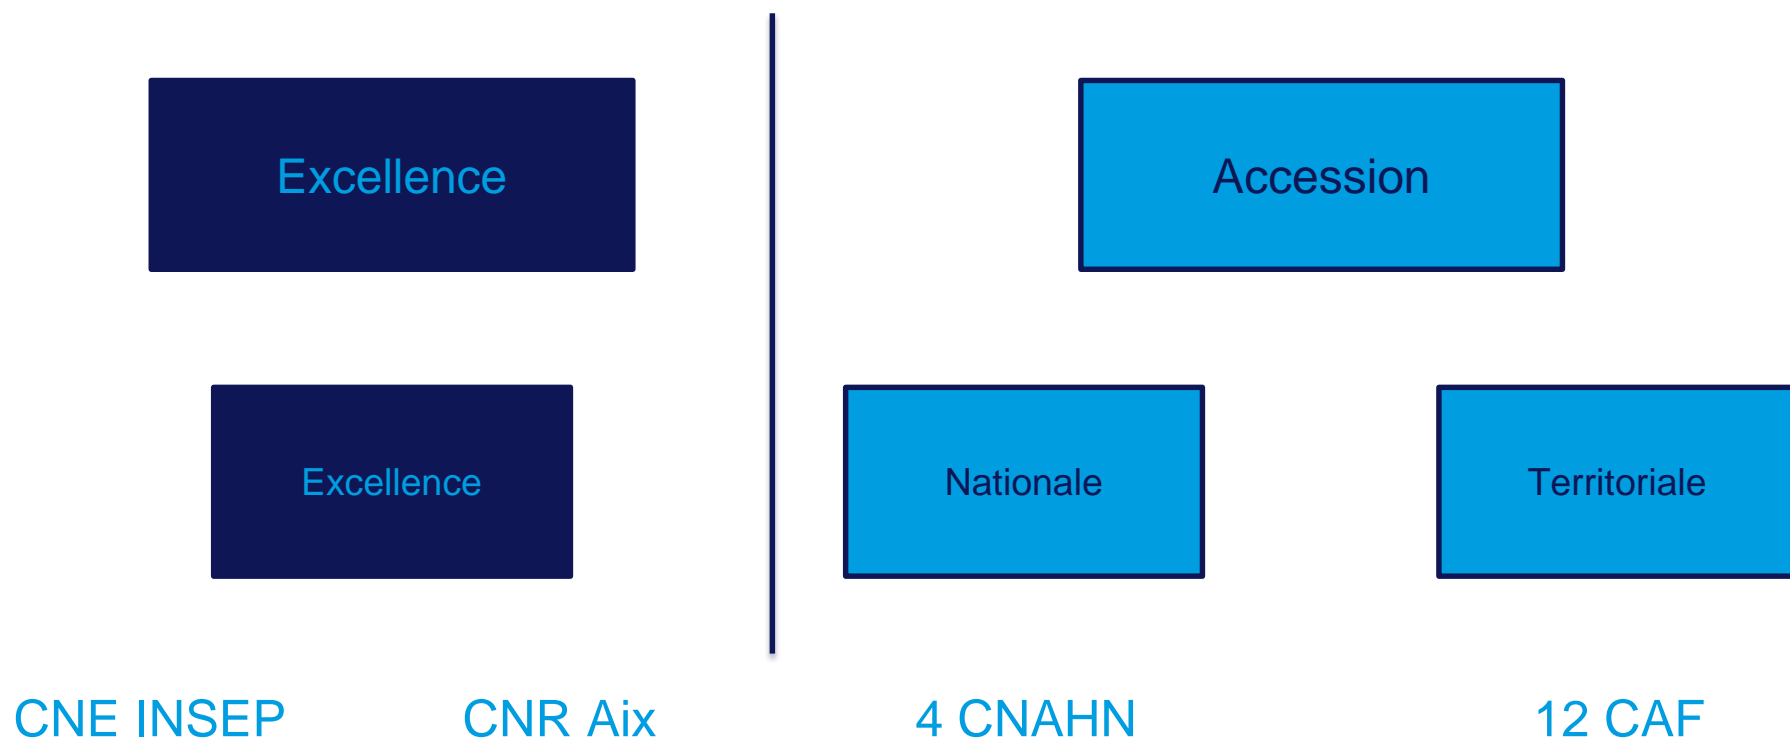 Excellence
Accession
Excellence
Nationale
Territoriale
CNE INSEP
CNR Aix
4 CNAHN
12 CAF